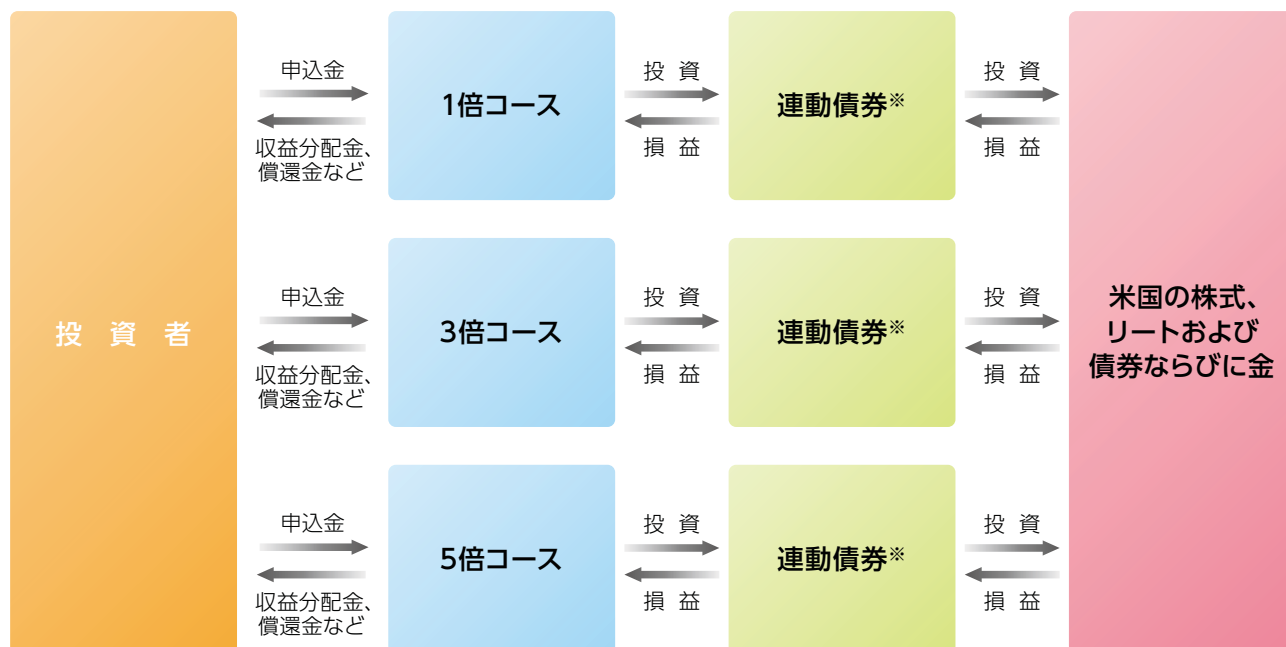 投資者
申込金
収益分配金、
償還金など
1倍コース
投資
損益
連動債券※
投資
損益
申込金
収益分配金、
償還金など
3倍コース
投資
損益
連動債券※
投資
損益
申込金
収益分配金、
償還金など
5倍コース
投資
損益
連動債券※
投資
損益
米国の株式、
リートおよび
債券ならびに金